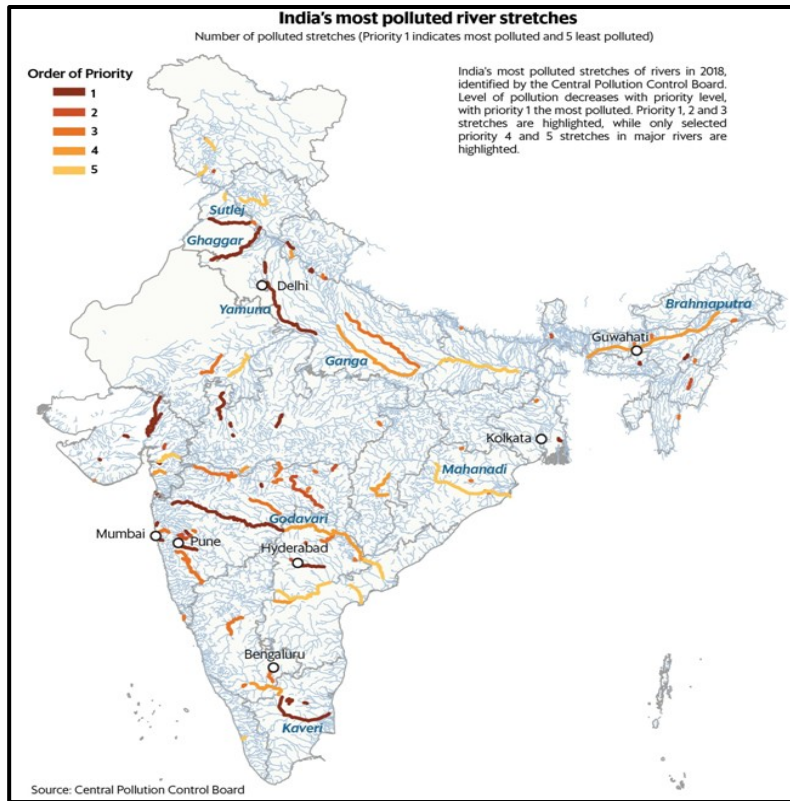 India's most polluted river stretches
Number of polluted stretches (Priority 1 indicates most polluted and 5 least polluted)
Order of Priority
1
2
3
4
5
India's most polluted stretches of rivers in 2018,
identified by the Central Pollution Control Board.
Level of pollution decreases with priority level,
with priority 1 the most polluted. Priority 1, 2 and 3
stretches are highlighted, while only selected
priority 4 and 5 stretches in major rivers are
highlighted.
Sutlej
Ghaggar
Delhi
Yamuna
Brahmaputra
Guwahati
Ganga
Kolkata
Mahanadi
Godavari
Mumbai
Pune
Hyderabad
Bengaluru
Kaveri
Source: Central Pollution Control Board